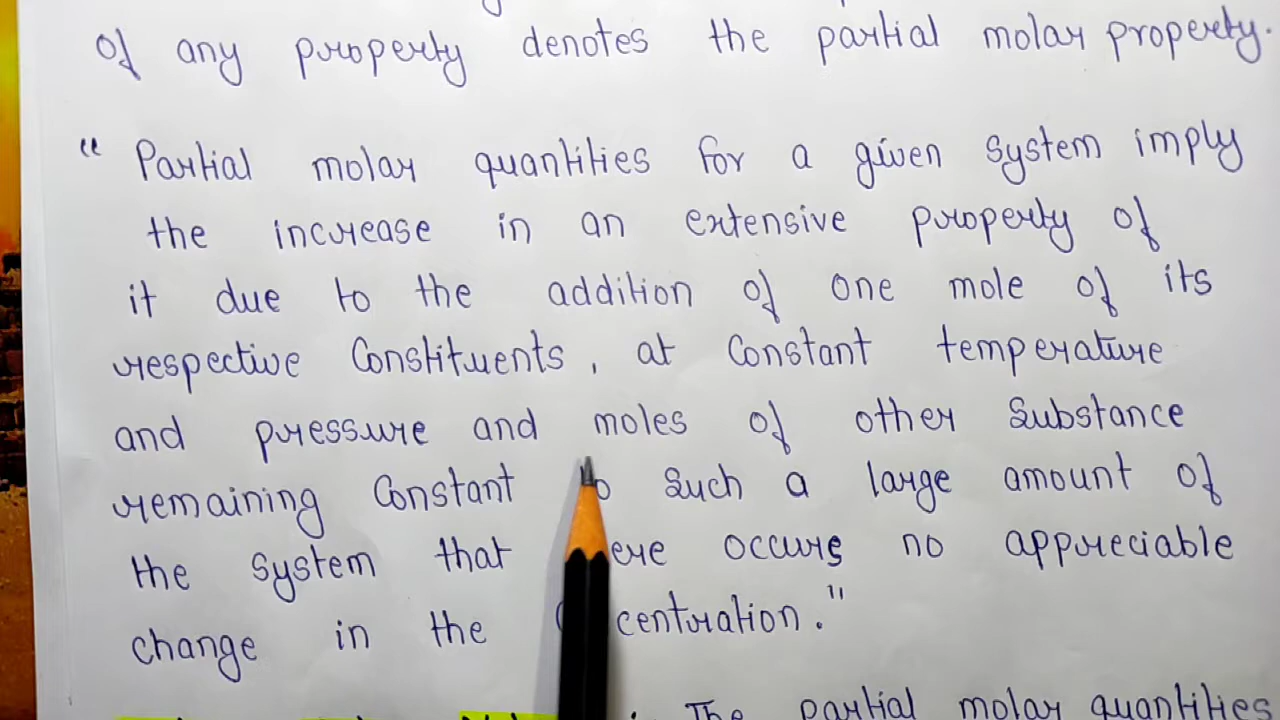 of any property denotes the partial molar property.
" Partial molar quantities for a given system imply
the increase in an extensive property of
it due to the addition of one mole of its
respective Constituents, at Constant temperature
and pressure and moles of other Substance
remaining Constant Such a large amount of
the System that occurs no appreciable
change in the
: The partial molar quantities